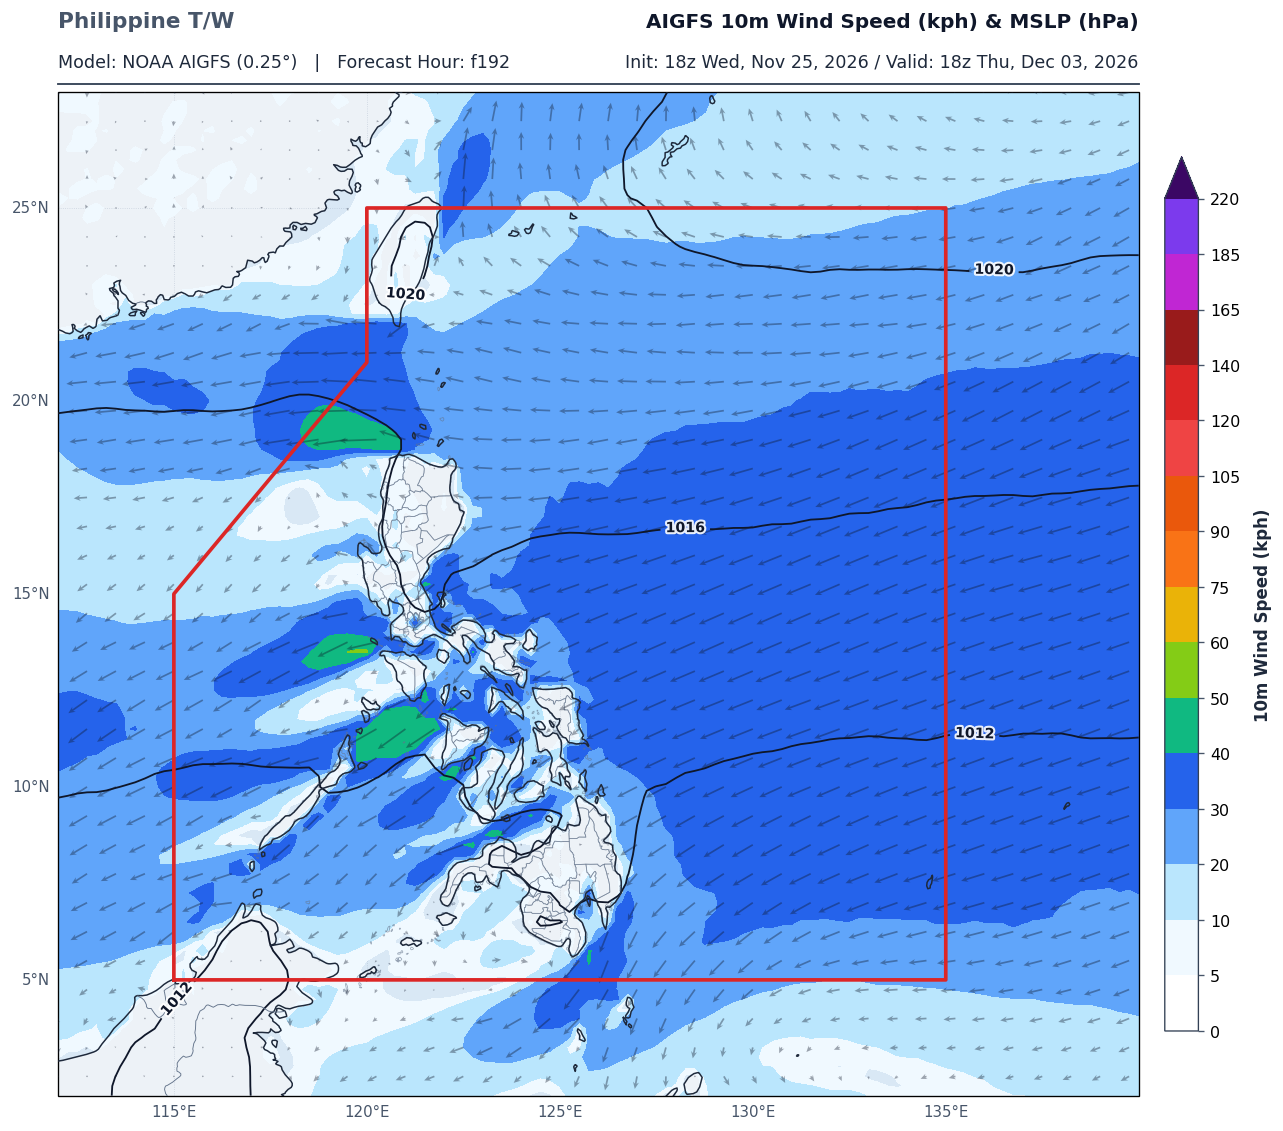 Philippine T/W
AIGFS 10m Wind Speed (kph) & MSLP (hPa)
Model: NOAA AIGFS (0.25°) | Forecast Hour: f192
Init: 18z Wed, Nov 25, 2026 / Valid: 18z Thu, Dec 03, 2026
25°N
20°N
15°N
10°N
5°N
115°E
120°E
125°E
130°E
135°E
1020
1020
1016
1012
1012
220
185
165
140
120
105
90
75
60
50
40
30
20
10
5
0
10m Wind Speed (kph)